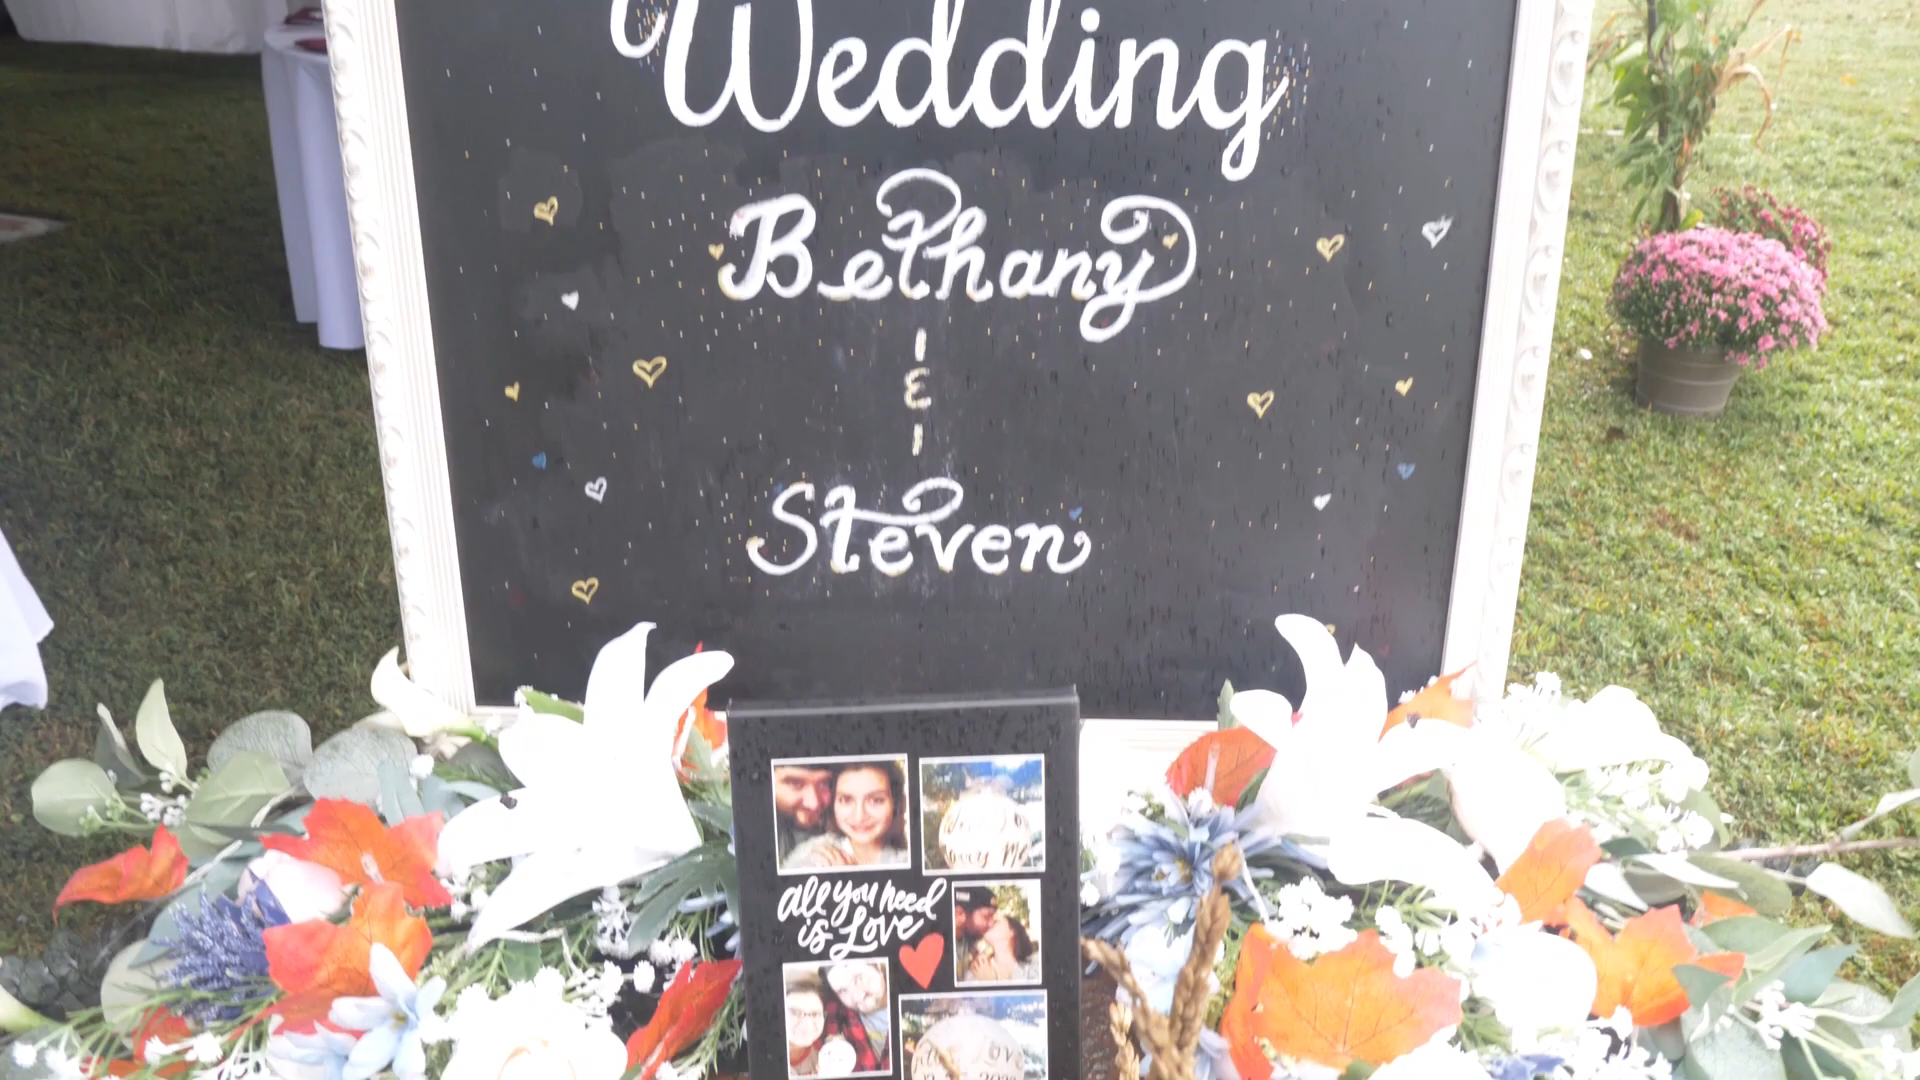 Wedding
Bethany
&
Steven
all you need
is Love